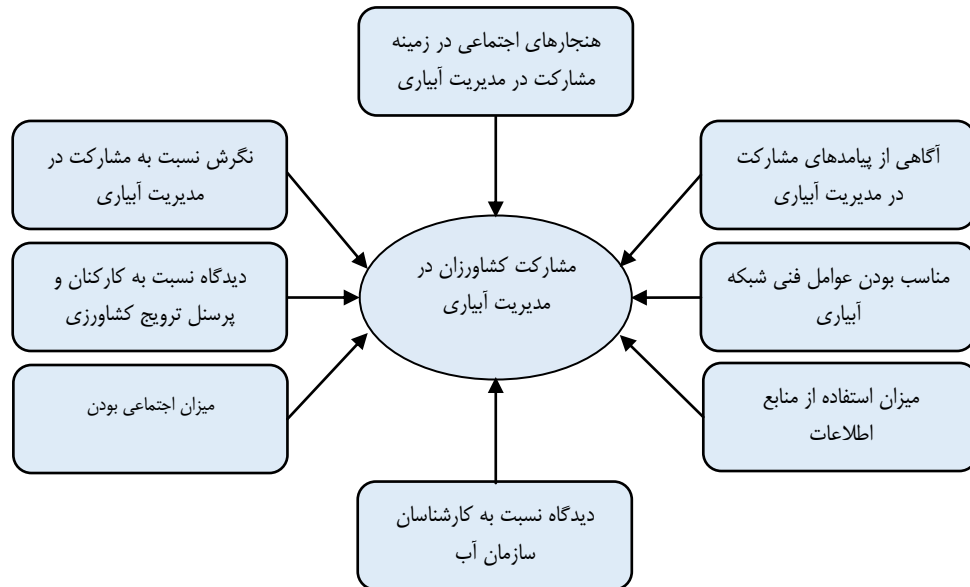 هنجارهای اجتماعی در زمینه
مشارکت در مدیریت آبیاری
آگاهی از پیامدهای مشارکت
در مدیریت آبیاری
نگرش نسبت به مشارکت در
مدیریت آبیاری
مشارکت کشاورزان در
مدیریت آبیاری
مناسب بودن عوامل فنی شبکه
آبیاری
دیدگاه نسبت به کارکنان و
پرسنل ترویج کشاورزی
میزان استفاده از منابع
اطلاعات
میزان اجتماعی بودن
دیدگاه نسبت به کارشناسان
سازمان آب